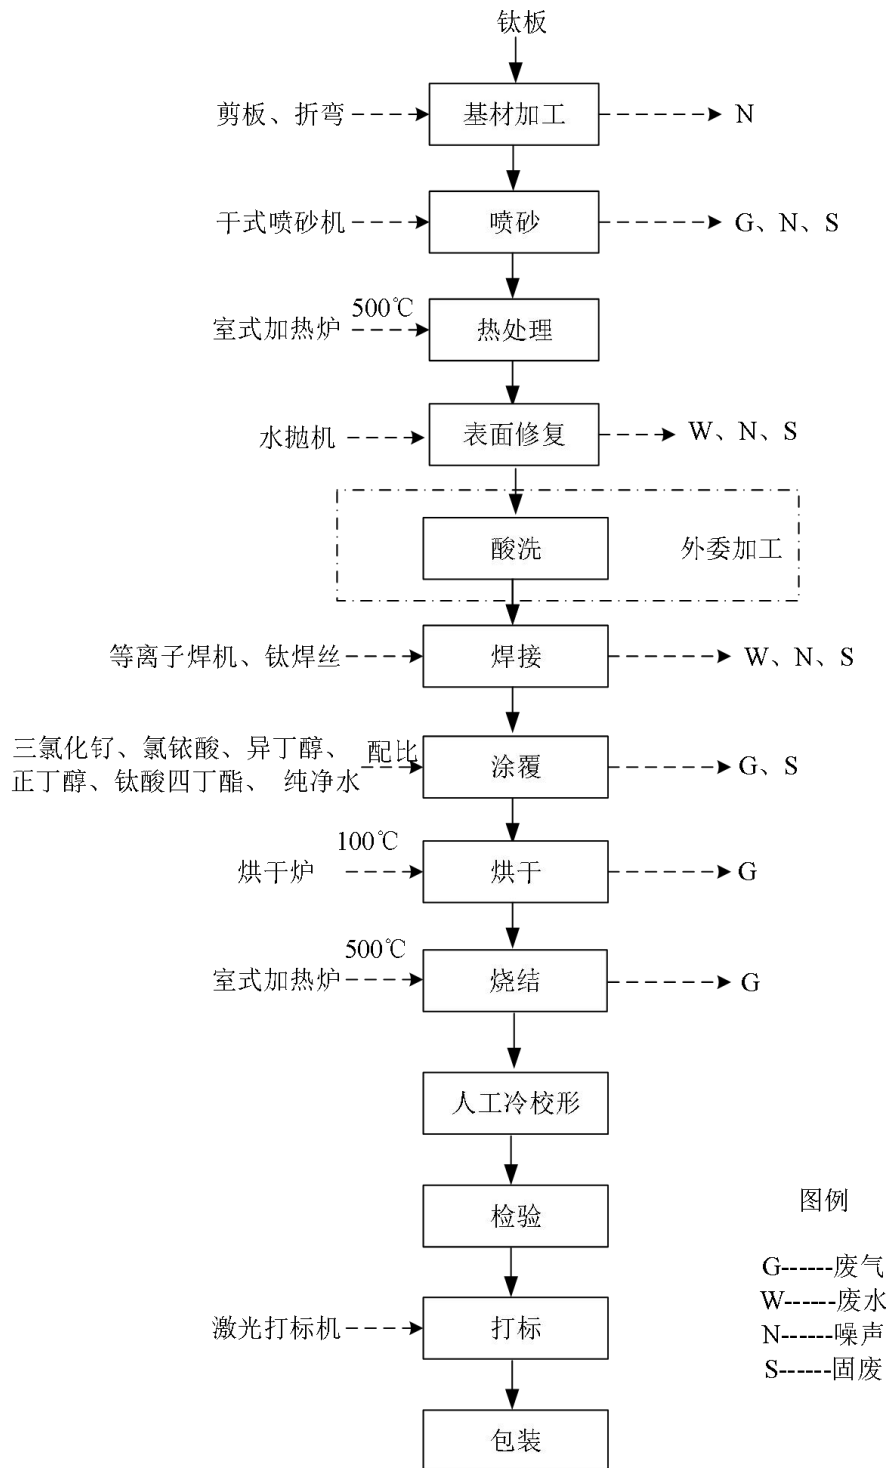 钛板
剪板、折弯
基材加工
N
干式喷砂机
喷砂
G、N、S
500℃
室式加热炉
热处理
水抛机
表面修复
W、N、S
酸洗
外委加工
等离子焊机、钛焊丝
焊接
W、N、S
三氯化钌、氯铱酸、异丁醇、
正丁醇、钛酸四丁酯、 纯净水
配比
涂覆
G、S
100℃
烘干炉
烘干
G
500℃
室式加热炉
烧结
G
人工冷校形
检验
激光打标机
打标
包装
图例
G------废气
W------废水
N------噪声
S------固废